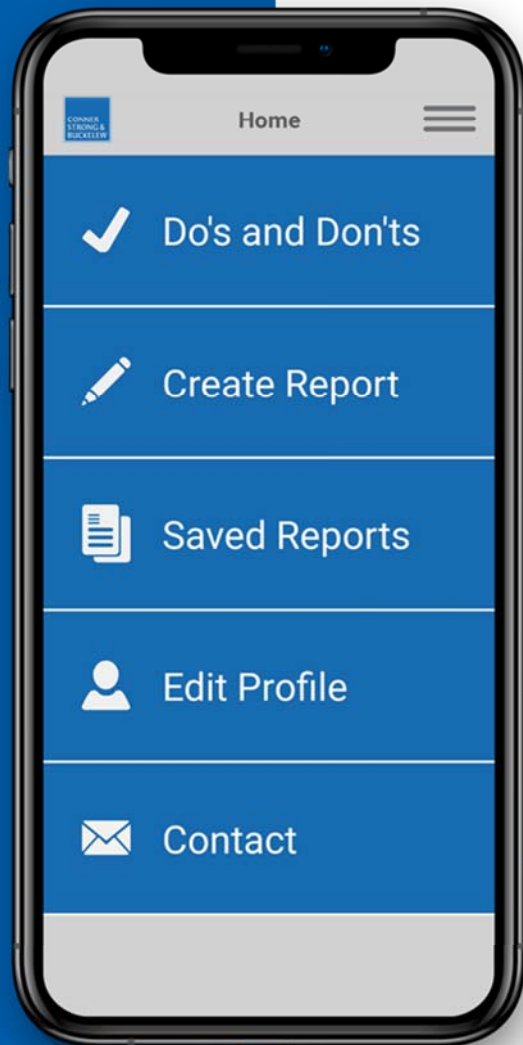 CONNER
STRONG &
BUCKELEW
Home
Do's and Don'ts
Create Report
Saved Reports
Edit Profile
Contact